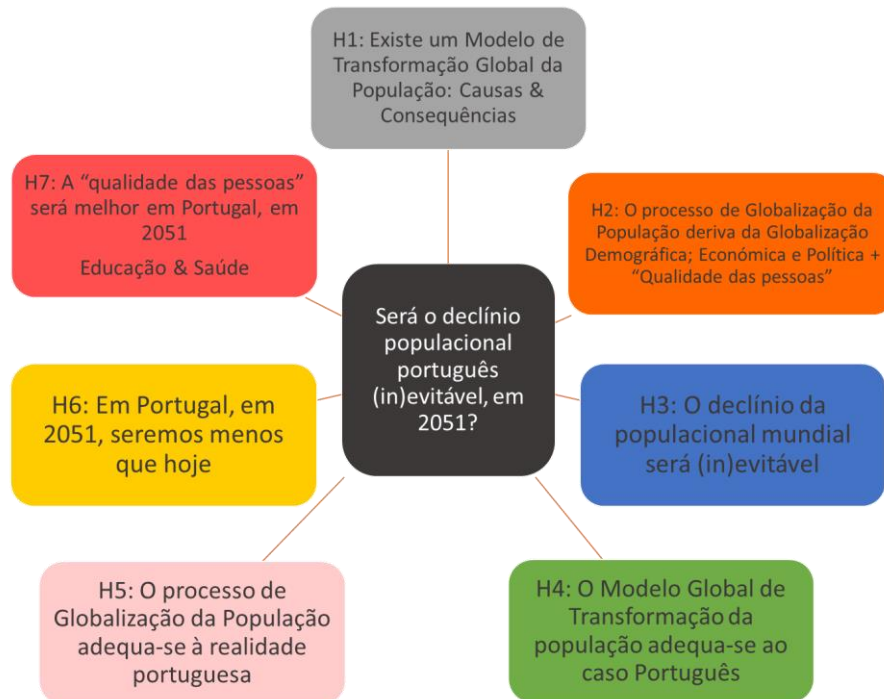 H1: Existe um Modelo de
Transformação Global da
População: Causas &
Consequências
H2: O processo de Globalização da
População deriva da Globalização
Demográfica; Económica e Política +
“Qualidade das pessoas”
H3: O declínio da
populacional mundial
será (in)evitável
H4: O Modelo Global de
Transformação da
população adequa-se ao
caso Português
H5: O processo de
Globalização da População
adequa-se à realidade
portuguesa
H6: Em Portugal, em
2051, seremos menos
que hoje
H7: A “qualidade das pessoas”
será melhor em Portugal, em
2051
Educação & Saúde
Será o declínio
populacional
português
(in)evitável, em
2051?